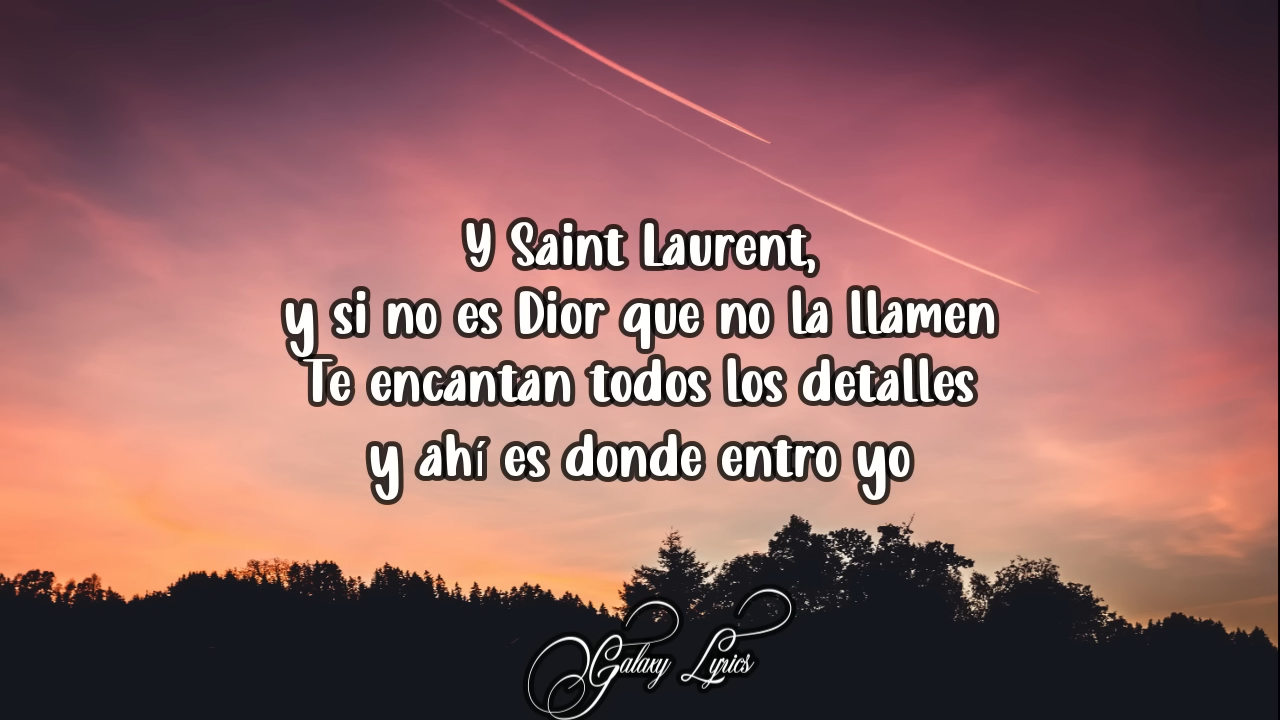 Y Saint Laurent,
y si no es Dior que no la llamen
Te encantan todos los detalles
y ahí es donde entro yo
Galaxy Lyrics